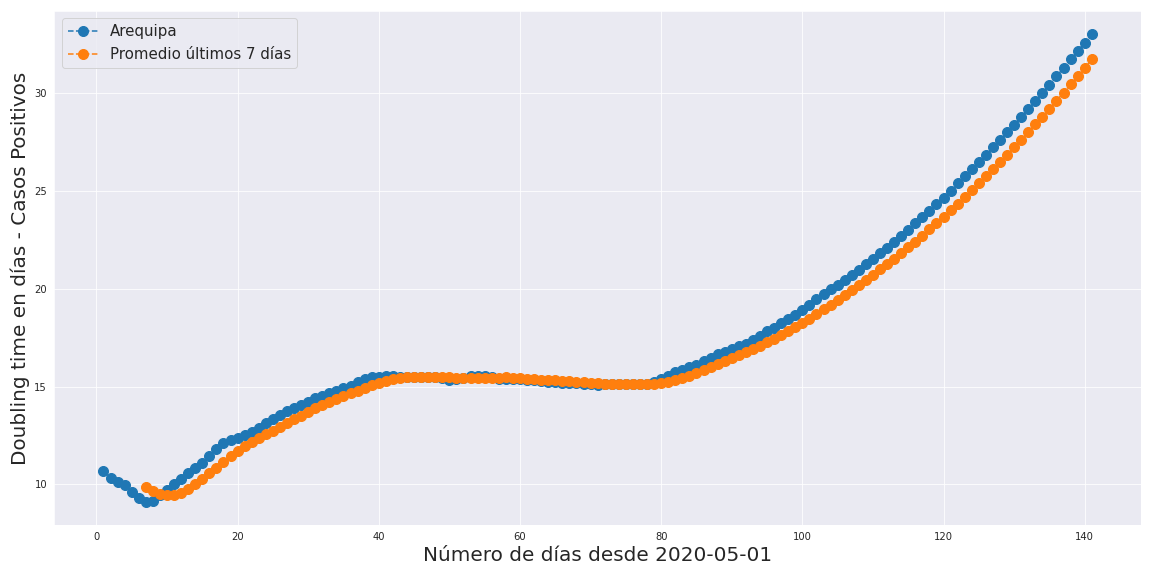 Arequipa
Promedio últimos 7 días
Doubling time en días - Casos Positivos
30
25
20
15
10
0 20 40 60 80 100 120 140
Número de días desde 2020-05-01